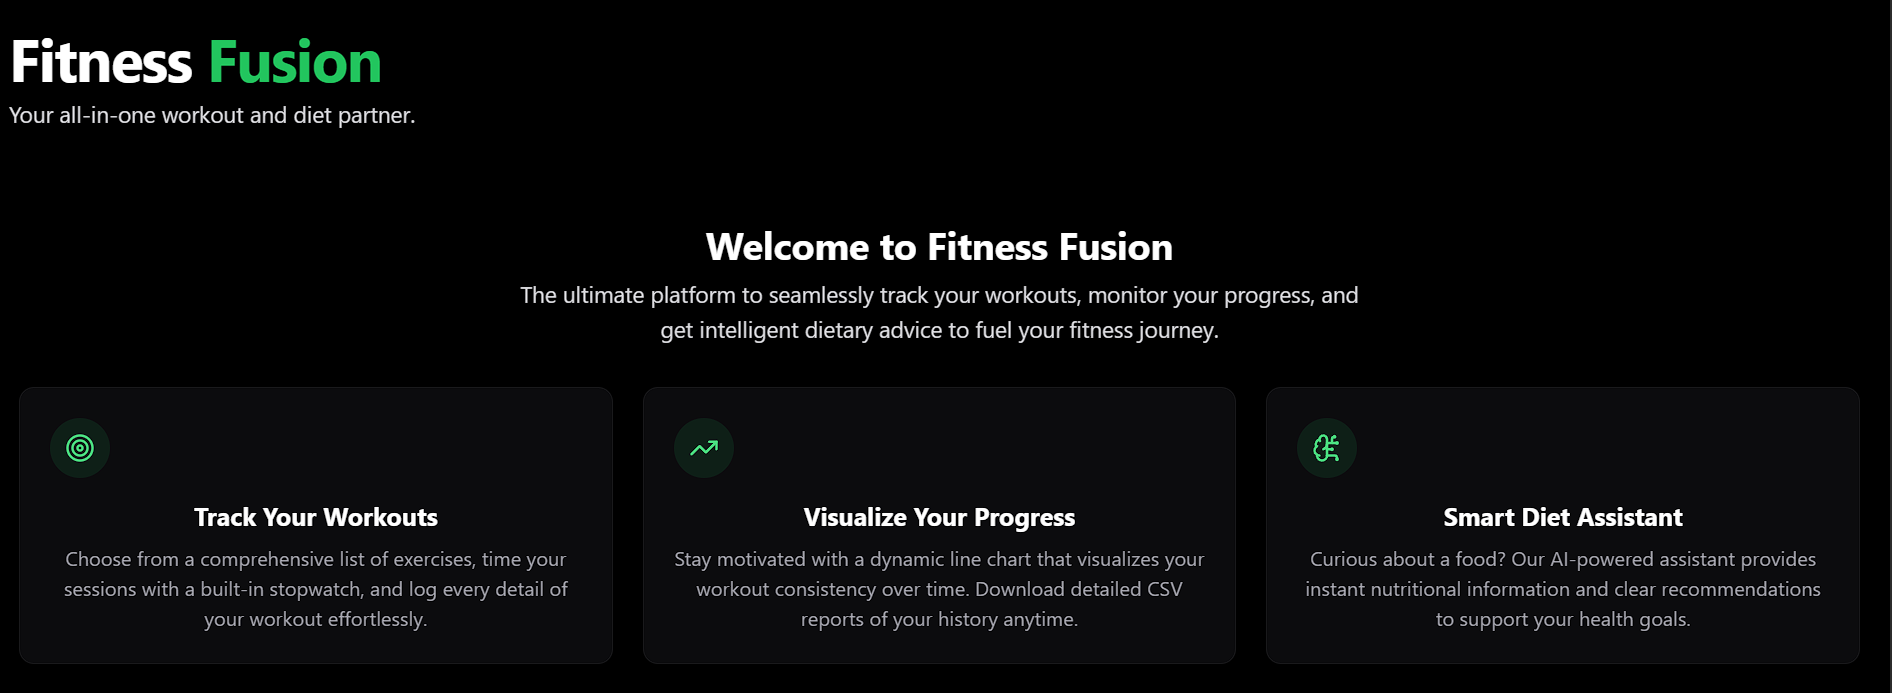 Fitness Fusion
Your all-in-one workout and diet partner.
Welcome to Fitness Fusion
The ultimate platform to seamlessly track your workouts, monitor your progress, and
get intelligent dietary advice to fuel your fitness journey.
Track Your Workouts
Choose from a comprehensive list of exercises, time your
sessions with a built-in stopwatch, and log every detail of
your workout effortlessly.
Visualize Your Progress
Stay motivated with a dynamic line chart that visualizes your
workout consistency over time. Download detailed CSV
reports of your history anytime.
Smart Diet Assistant
Curious about a food? Our AI-powered assistant provides
instant nutritional information and clear recommendations
to support your health goals.